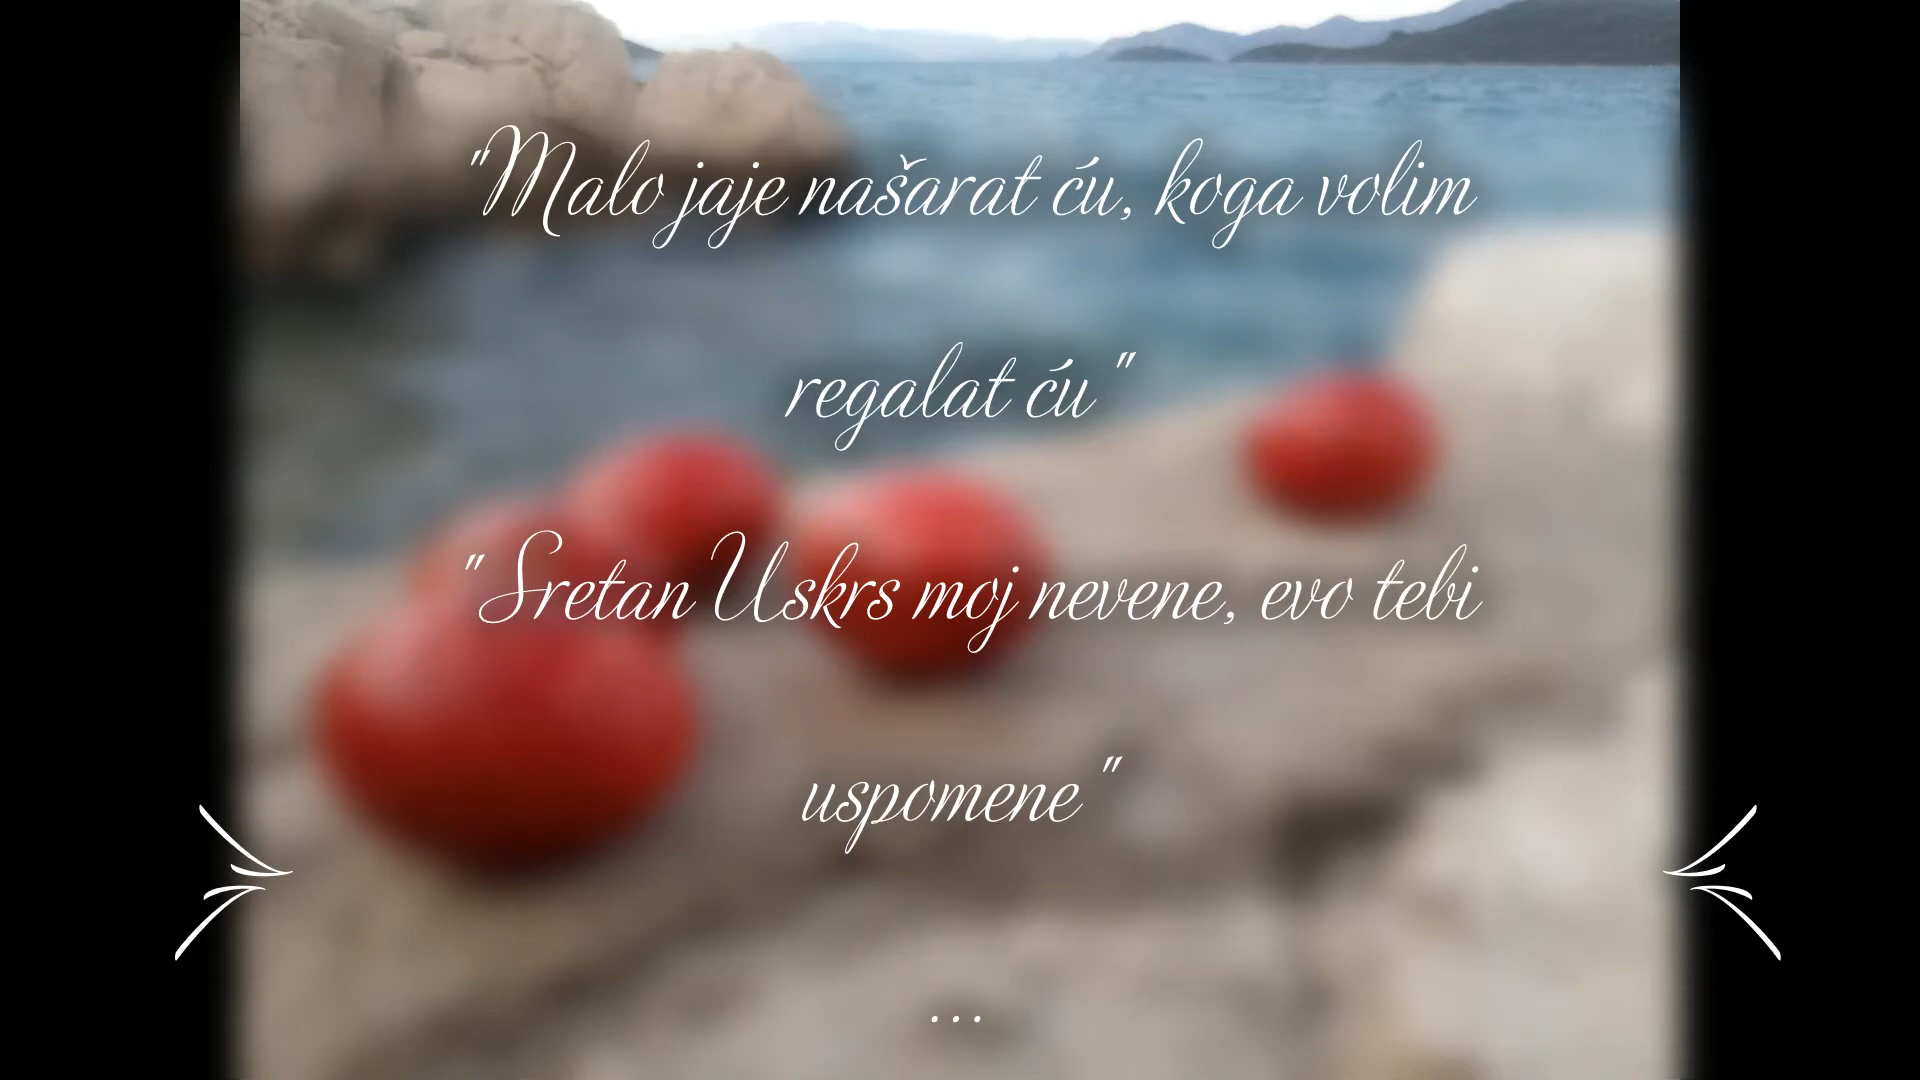 "Malo jaje našarat ću, koga volim
regalat ću"
"Sretan Uskrs moj nevene, evo tebi
uspomene"
...